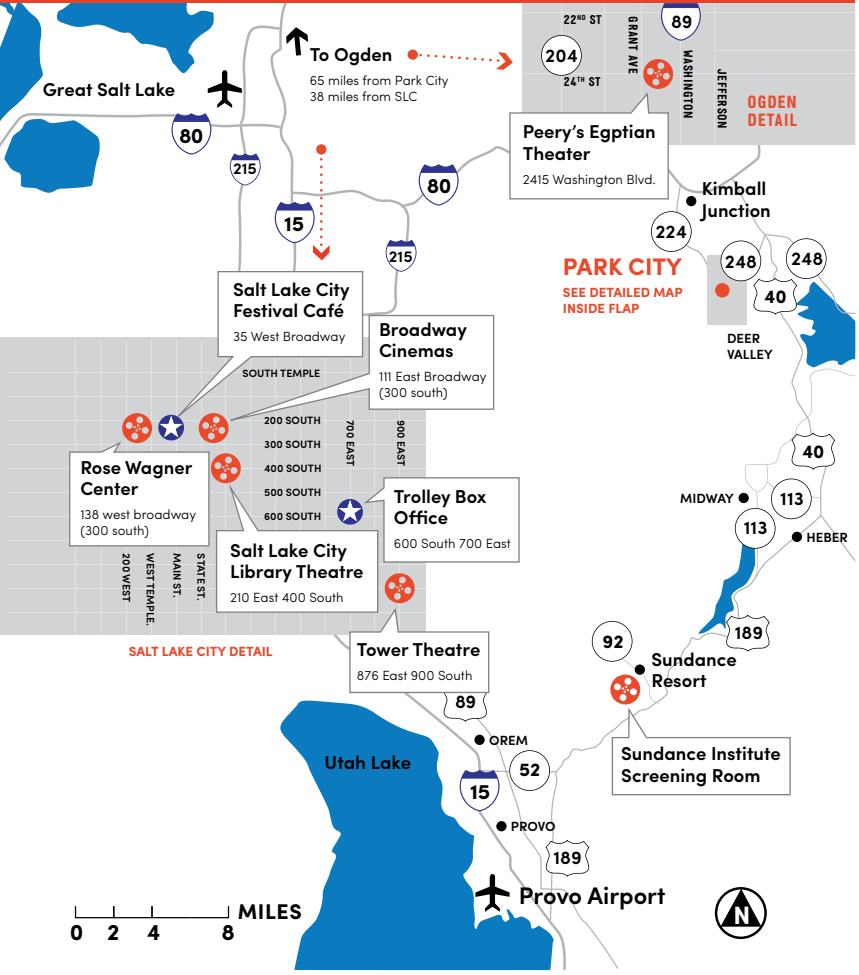 22ND ST
GRANT AVE
89
204
24TH ST
WASHINGTON
JEFFERSON
OGDEN
DETAIL
To Ogden
65 miles from Park City
38 miles from SLC
Great Salt Lake
80
215
15
80
215
Peery's Egptian
Theater
2415 Washington Blvd.
Kimball
Junction
224
248
248
PARK CITY
SEE DETAILED MAP
INSIDE FLAP
40
DEER
VALLEY
Salt Lake City
Festival Café
35 West Broadway
Broadway
Cinemas
111 East Broadway
(300 south)
SOUTH TEMPLE
200 SOUTH
300 SOUTH
400 SOUTH
500 SOUTH
600 SOUTH
700 EAST
900 EAST
Rose Wagner
Center
138 west broadway
(300 south)
Trolley Box
Office
600 South 700 East
Salt Lake City
Library Theatre
210 East 400 South
200 WEST
WEST TEMPLE.
MAIN ST.
STATE ST.
SALT LAKE CITY DETAIL
Tower Theatre
876 East 900 South
40
MIDWAY
113
113
HEBER
189
92
Sundance
Resort
Sundance Institute
Screening Room
89
OREM
52
15
Utah Lake
PROVO
189
Provo Airport
MILES
0 2 4 8
N